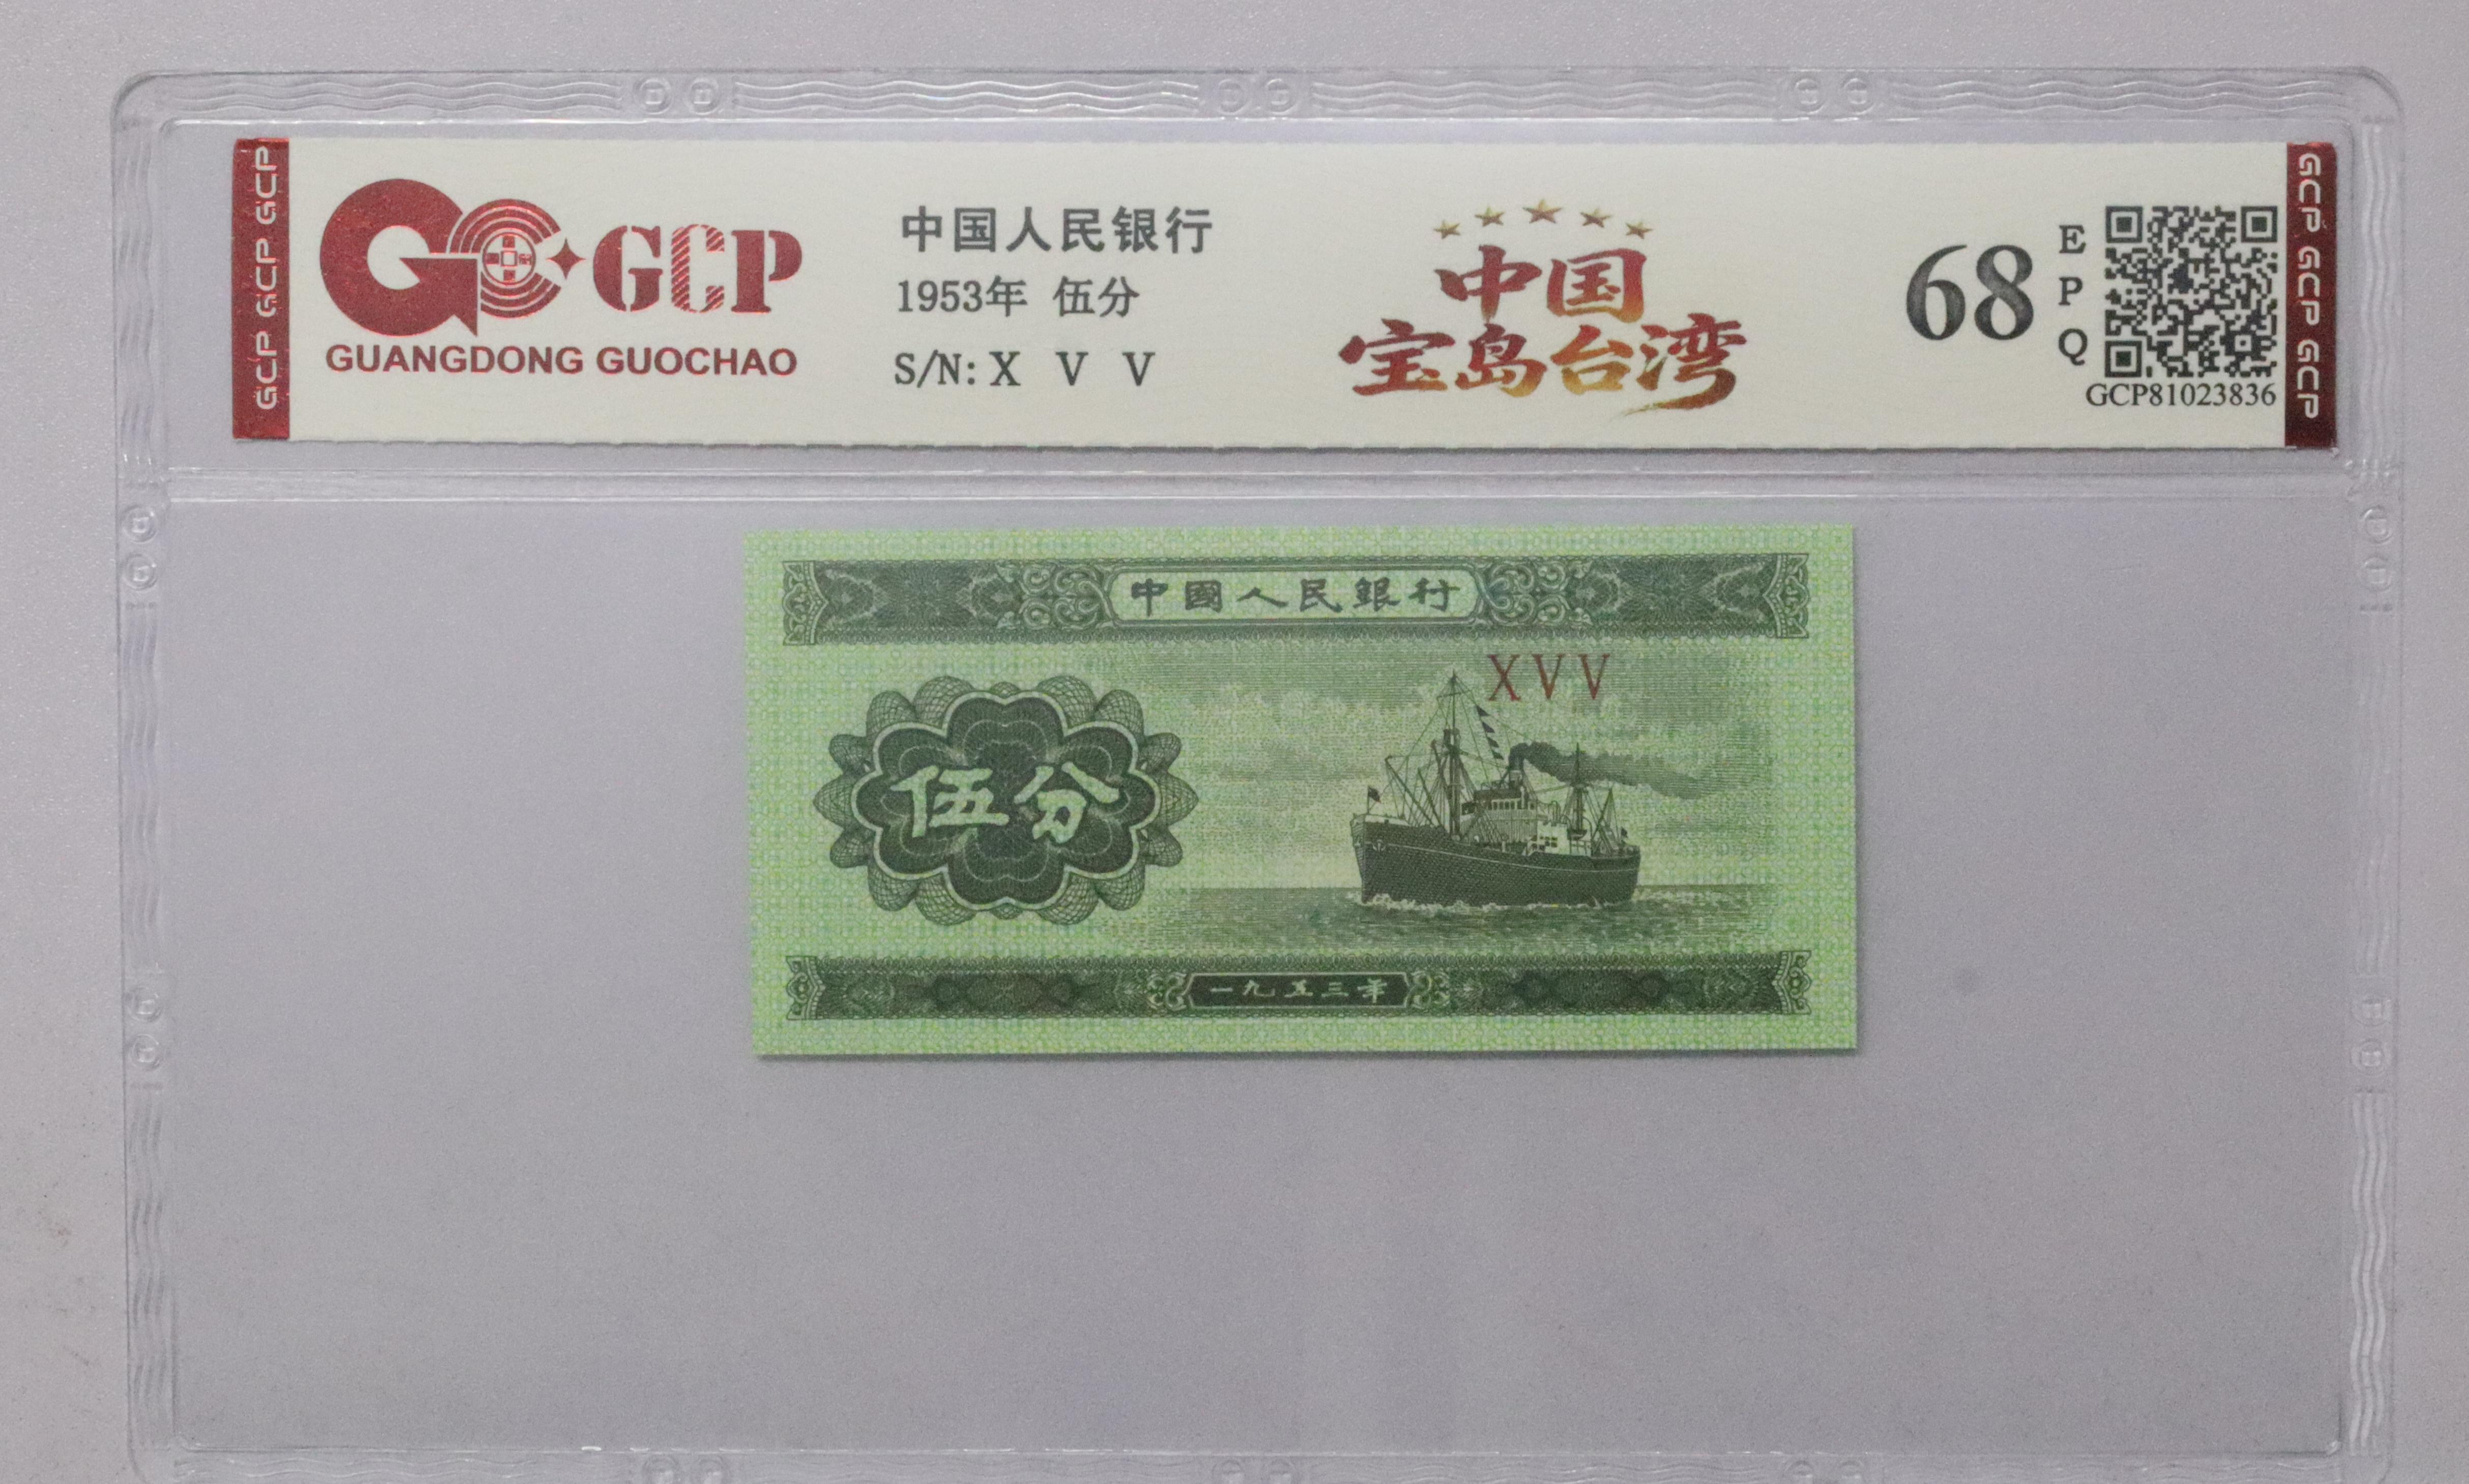 GCP GCP GCP
GCP
GUANGDONG GUOCHAO
中国人民银行
1953年 伍分
S/N: X V V
中国
宝岛台湾
68
E
P
Q
GCP81023836
GCP GCP GCP
中國人民銀行
XVV
伍分
一九五三年